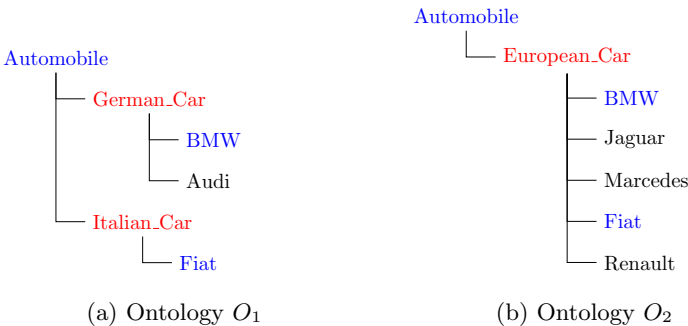 Automobile
German_Car
BMW
Audi
Italian_Car
Fiat
(a) Ontology O₁
Automobile
European_Car
BMW
Jaguar
Marcedes
Fiat
Renault
(b) Ontology O₂